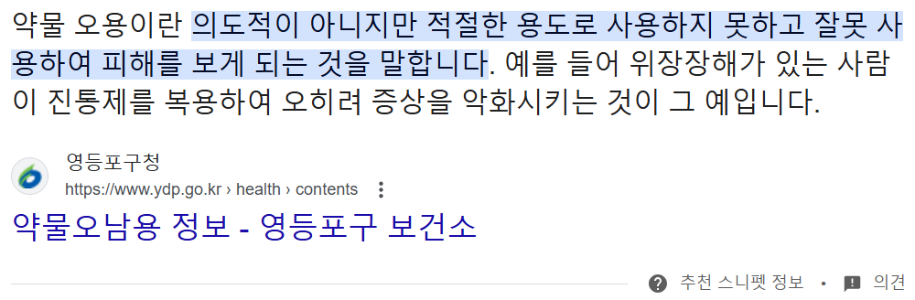 약물 오용이란 의도적이 아니지만 적절한 용도로 사용하지 못하고 잘못 사
용하여 피해를 보게 되는 것을 말합니다. 예를 들어 위장장해가 있는 사람
이 진통제를 복용하여 오히려 증상을 악화시키는 것이 그 예입니다.
영등포구청
https://www.ydp.go.kr › health › contents
약물오남용 정보 - 영등포구 보건소
추천 스니펫 정보 • 의견